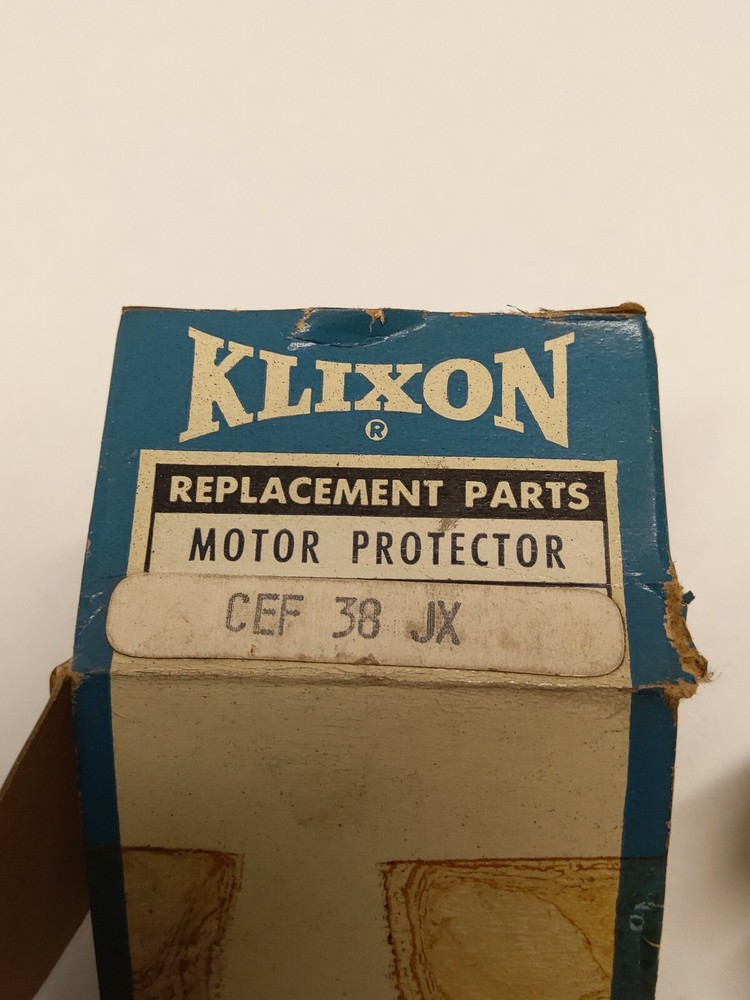 KLIXON
®
REPLACEMENT PARTS
MOTOR PROTECTOR
CEF 38 JX